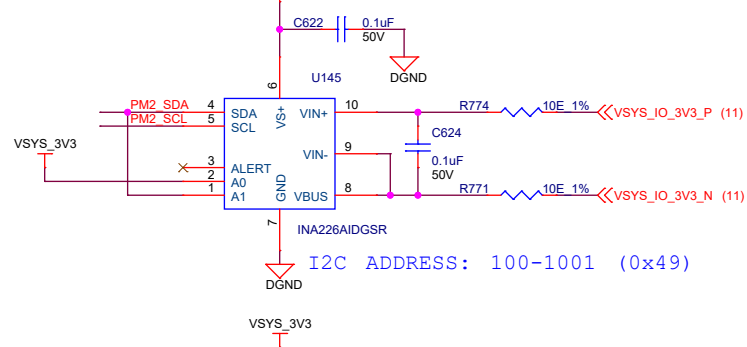 C622 0.1uF
50V
DGND
U145
6
PM2_SDA 4 SDA VS+ VIN+ 10 R774 10E_1% VSYS_IO_3V3_P (11)
PM2_SCL 5 SCL
C624
VSYS_3V3 VIN- 9 0.1uF
3 ALERT 50V
2 A0
1 A1 GND VBUS 8 R771 10E_1% VSYS_IO_3V3_N (11)
7
INA226AIDGSR
I2C ADDRESS: 100-1001 (0x49)
DGND
VSYS_3V3